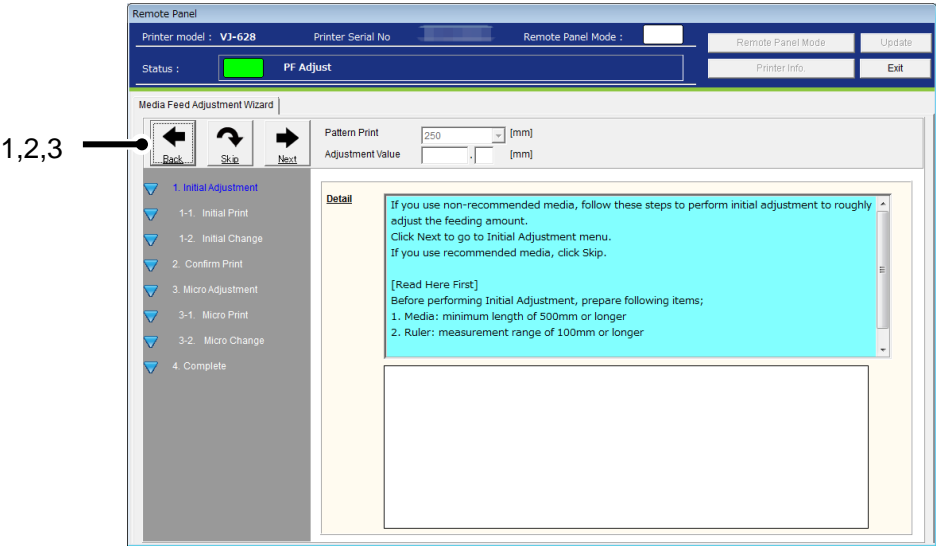 Remote Panel
Printer model : VJ-628 Printer Serial No Remote Panel Mode :
Remote Panel Mode Update
Status : PF Adjust
Printer Info. Exit
Media Feed Adjustment Wizard
1,2,3
Back Skip Next
Pattern Print 250 [mm]
Adjustment Value . [mm]
1. Initial Adjustment
1-1. Initial Print
1-2. Initial Change
2. Confirm Print
3. Micro Adjustment
3-1. Micro Print
3-2. Micro Change
4. Complete
Detail
If you use non-recommended media, follow these steps to perform initial adjustment to roughly
adjust the feeding amount.
Click Next to go to Initial Adjustment menu.
If you use recommended media, click Skip.
[Read Here First]
Before performing Initial Adjustment, prepare following items;
1. Media: minimum length of 500mm or longer
2. Ruler: measurement range of 100mm or longer